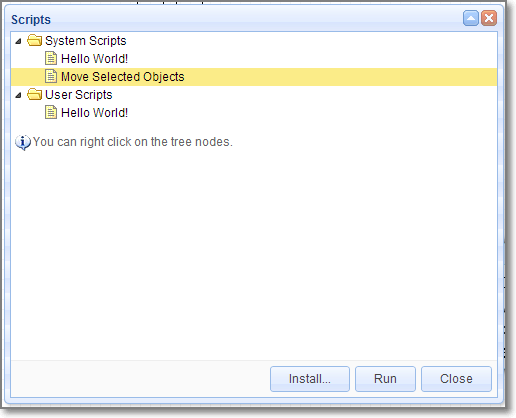 Scripts
System Scripts
Hello World!
Move Selected Objects
User Scripts
Hello World!
You can right click on the tree nodes.
Install... Run Close